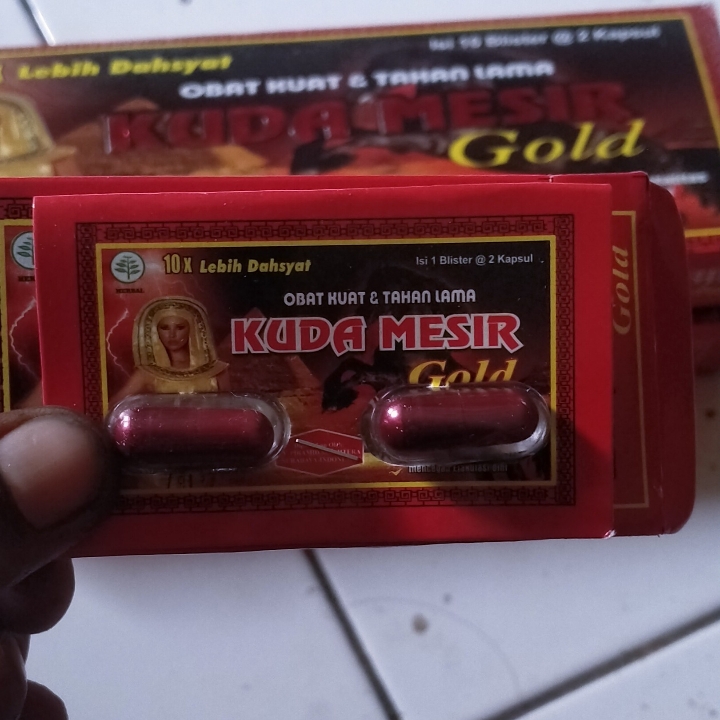 Isi 10 Blister @ 2 Kapsul
X Lebih Dahsyat
OBAT KUAT & TAHAN LAMA
KUDA MESIR
Gold
Gold
HERBAL
10 X Lebih Dahsyat
Isi 1 Blister @ 2 Kapsul
OBAT KUAT & TAHAN LAMA
KUDA MESIR
Gold